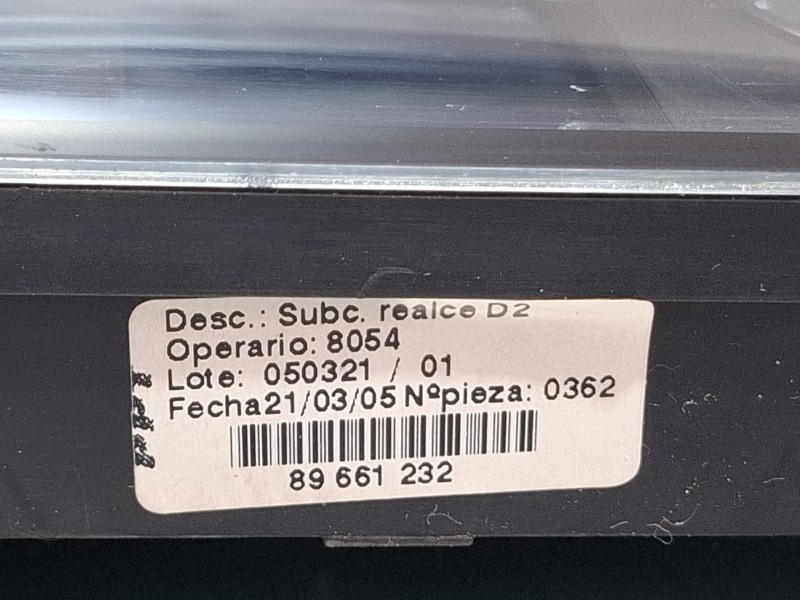 Desc.: Subc. realce D2
Operario: 8054
Lote: 050321 / 01
Fecha21/03/05 Nºpieza: 0362
89 661 232